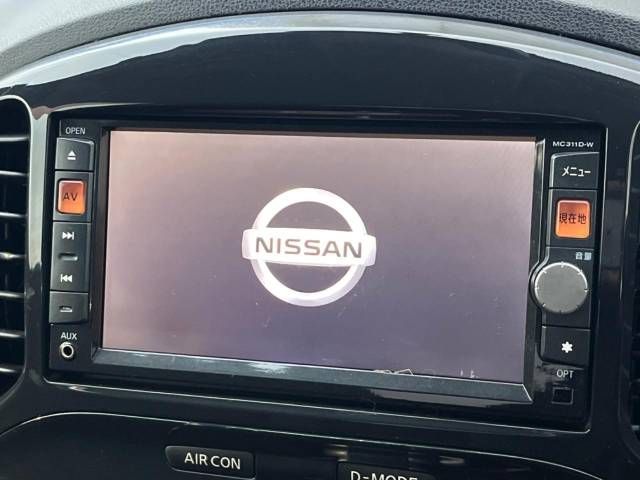 OPEN
MC311D-W
メニュー
AV
現在地
音量
NISSAN
AUX
OPT
AIR CON
D-MODE